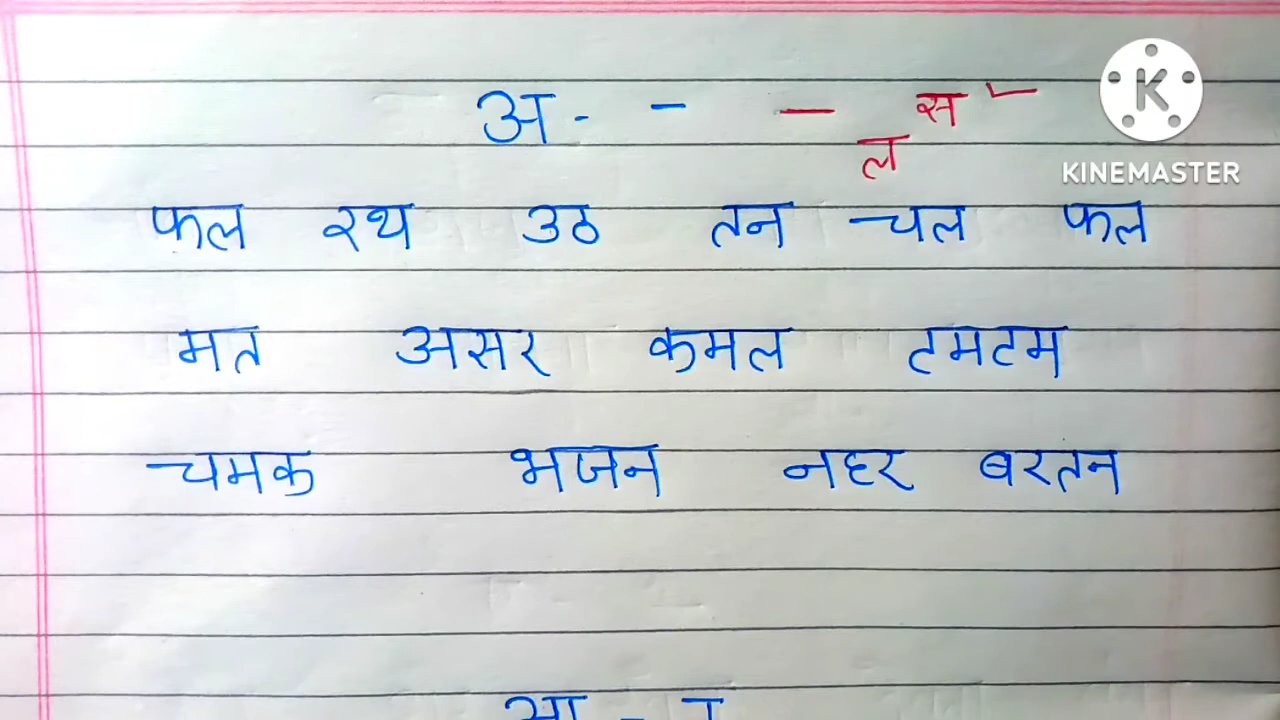 अ - - — स
ल
K
KINEMASTER
फल रथ उठ तन चल फल
मत असर कमल टमटम
चमक भजन नहर बरतन
आ - ा